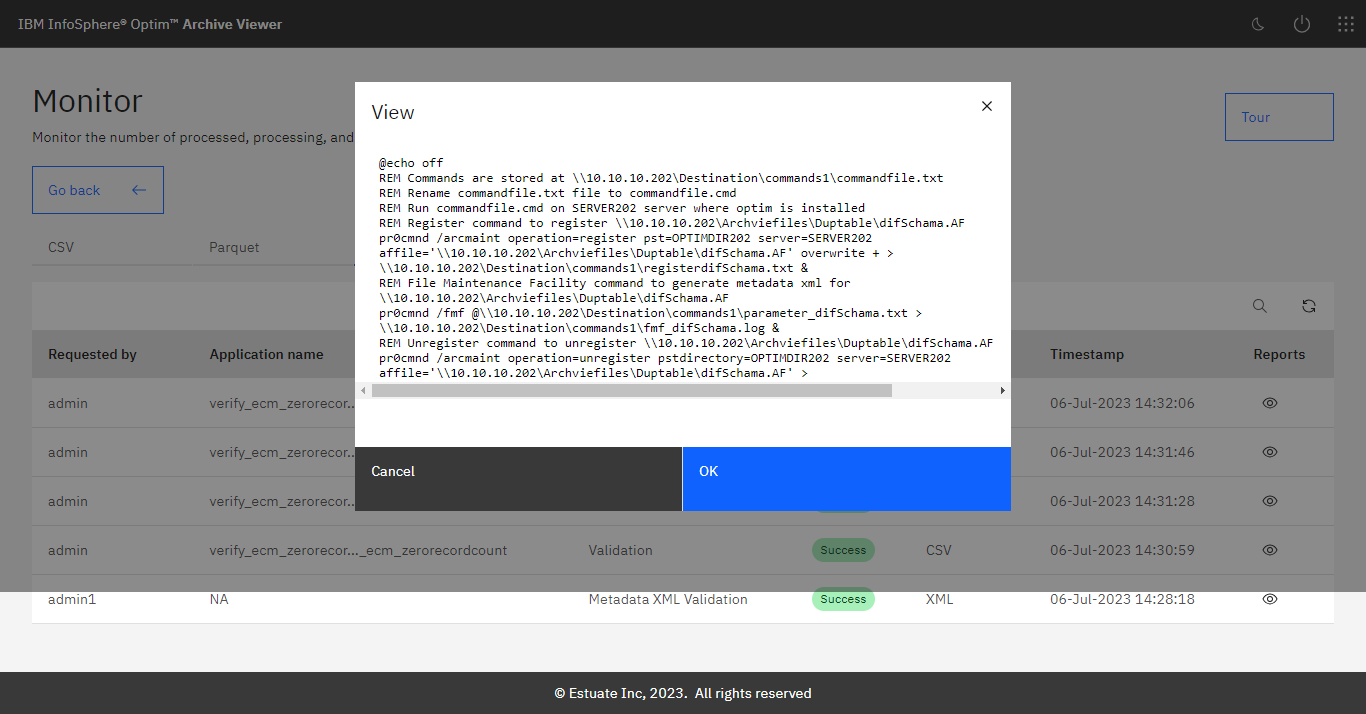 IBM InfoSphere® Optim™ Archive Viewer
Monitor
Monitor the number of processed, processing, and
Tour
Go back
CSV
Parquet
View
@echo off
REM Commands are stored at \\10.10.10.202\Destination\commands1\commandfile.txt
REM Rename commandfile.txt file to commandfile.cmd
REM Run commandfile.cmd on SERVER202 server where optim is installed
REM Register command to register \\10.10.10.202\Archviefiles\Duptable\difSchama.AF
pr0cmnd /arcmaint operation=register pst=OPTIMDIR202 server=SERVER202
affile='\\10.10.10.202\Archviefiles\Duptable\difSchama.AF' overwrite + >
\\10.10.10.202\Destination\commands1\registerdifSchama.txt &
REM File Maintenance Facility command to generate metadata xml for
\\10.10.10.202\Archviefiles\Duptable\difSchama.AF
pr0cmnd /fmf @\\10.10.10.202\Destination\commands1\parameter_difSchama.txt >
\\10.10.10.202\Destination\commands1\fmf_difSchama.log &
REM Unregister command to unregister \\10.10.10.202\Archviefiles\Duptable\difSchama.AF
pr0cmnd /arcmaint operation=unregister pstdirectory=OPTIMDIR202 server=SERVER202
affile='\\10.10.10.202\Archviefiles\Duptable\difSchama.AF' >
Cancel
OK
Requested by Application name Timestamp Reports
admin verify_ecm_zerorecor.. 06-Jul-2023 14:32:06
admin verify_ecm_zerorecor.. 06-Jul-2023 14:31:46
admin verify_ecm_zerorecor.. 06-Jul-2023 14:31:28
admin verify_ecm_zerorecor..._ecm_zerorecordcount Validation Success CSV 06-Jul-2023 14:30:59
admin1 NA Metadata XML Validation Success XML 06-Jul-2023 14:28:18
© Estuate Inc, 2023. All rights reserved